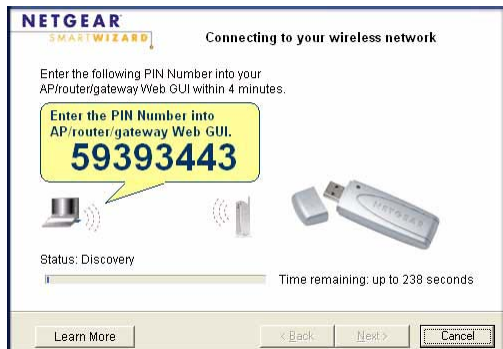 NETGEAR
SMARTWIZARD
Connecting to your wireless network
Enter the following PIN Number into your
AP/router/gateway Web GUI within 4 minutes.
Enter the PIN Number into
AP/router/gateway Web GUI.
59393443
NETGEAR
Status: Discovery
Time remaining: up to 238 seconds
Learn More
< Back
Next >
Cancel